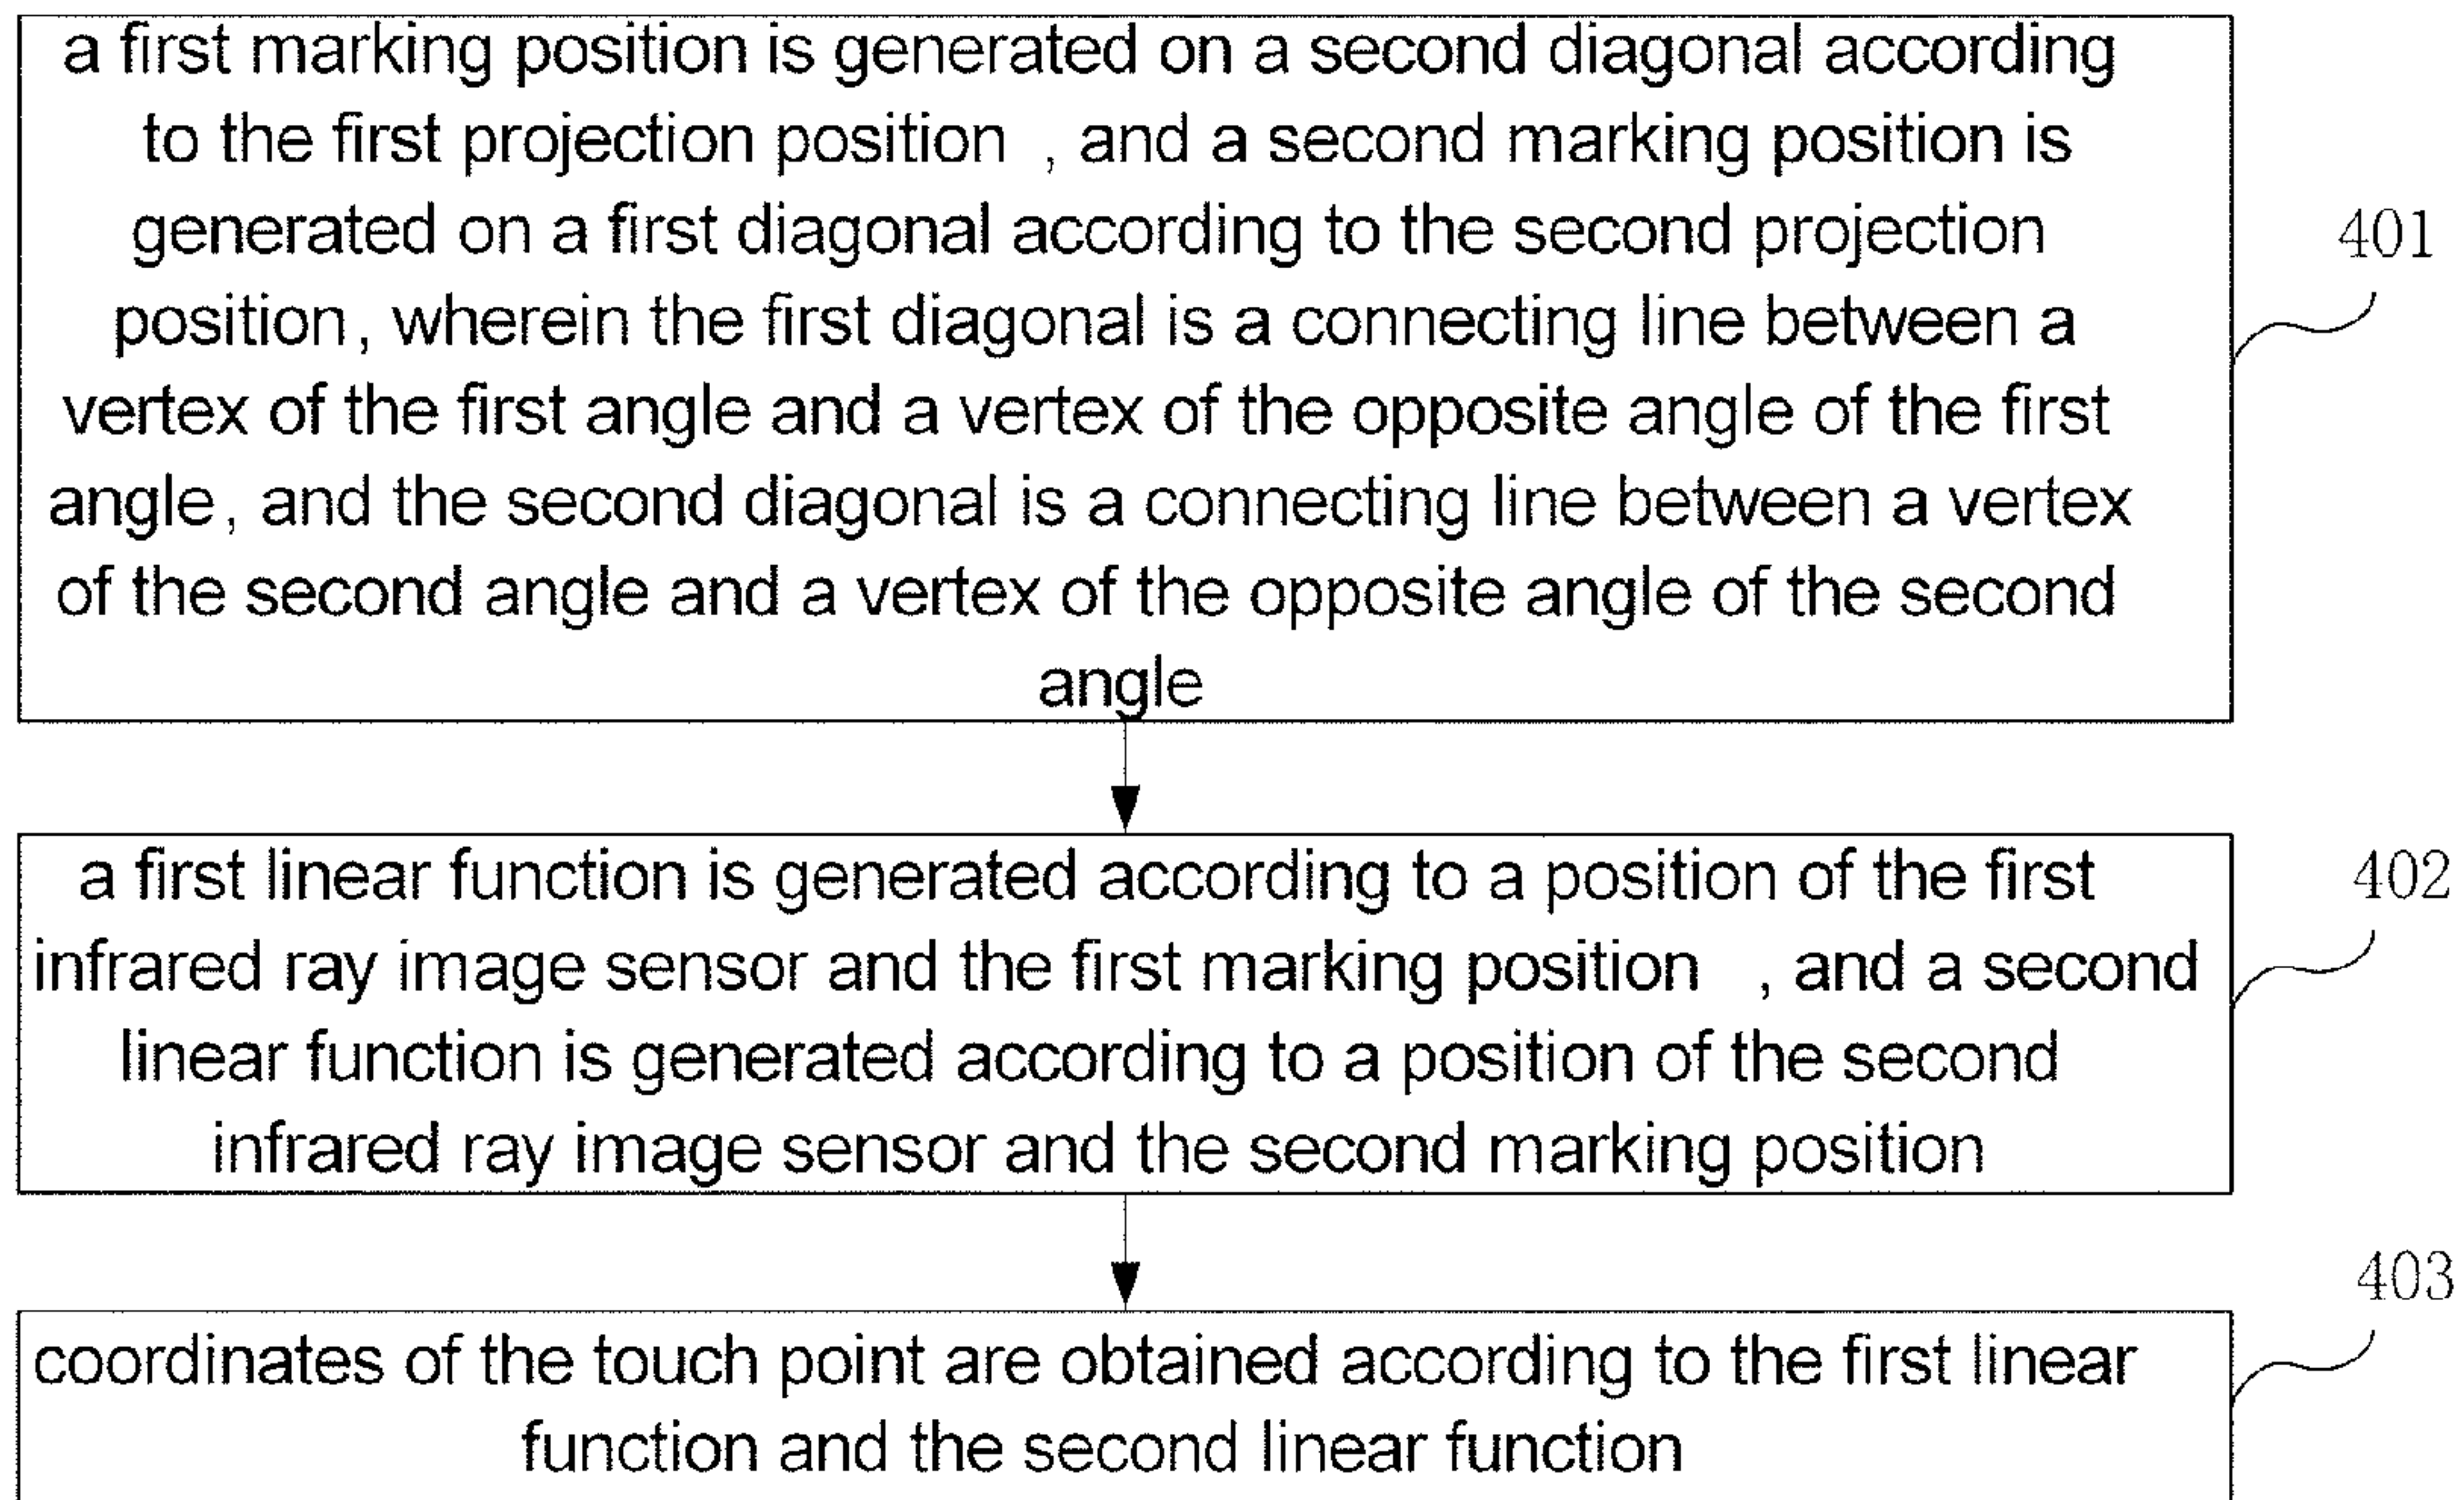 a first marking position is generated on a second diagonal according
to the first projection position , and a second marking position is
generated on a first diagonal according to the second projection
position, wherein the first diagonal is a connecting line between a
vertex of the first angle and a vertex of the opposite angle of the first
angle, and the second diagonal is a connecting line between a vertex
of the second angle and a vertex of the opposite angle of the second
angle
401
a first linear function is generated according to a position of the first
infrared ray image sensor and the first marking position , and a second
linear function is generated according to a position of the second
infrared ray image sensor and the second marking position
402
coordinates of the touch point are obtained according to the first linear
function and the second linear function
403